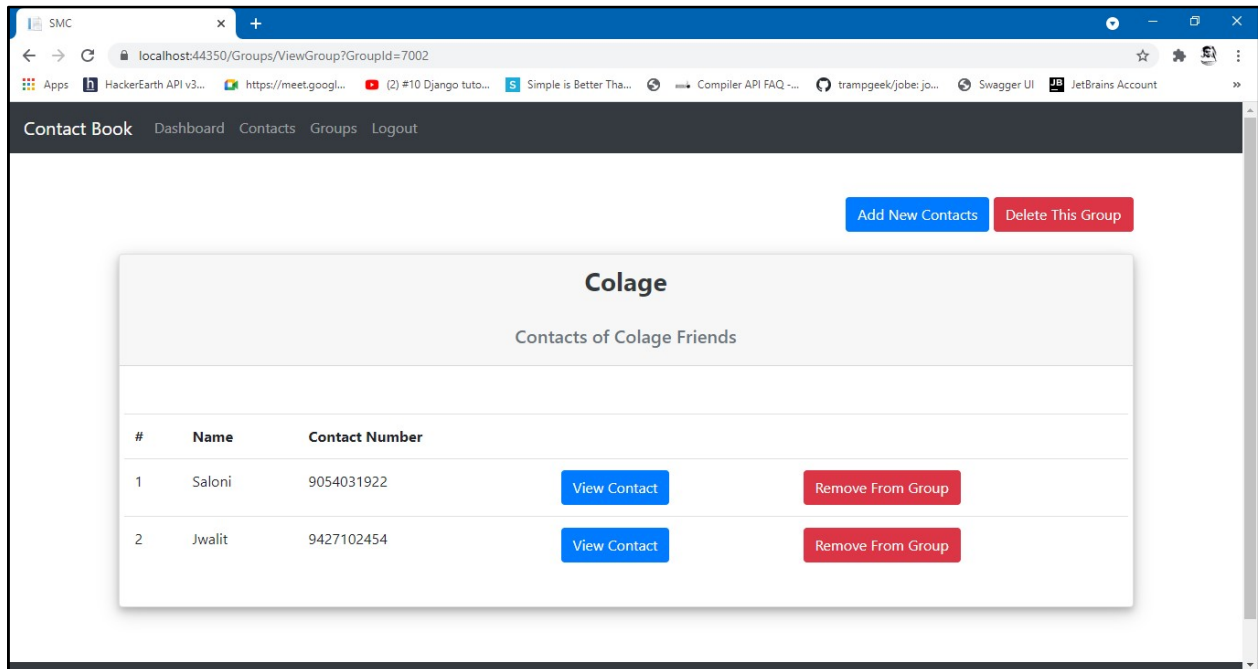 SMC
localhost:44350/Groups/ViewGroup?GroupId=7002
Apps HackerEarth API v3... https://meet.googl... (2) #10 Django tuto... S Simple is Better Tha... Compiler API FAQ -... trampgeek/jobe: jo... Swagger UI JB JetBrains Account »
Contact Book Dashboard Contacts Groups Logout
Add New Contacts Delete This Group
Colage
Contacts of Colage Friends
# Name Contact Number
1 Saloni 9054031922 View Contact Remove From Group
2 Jwalit 9427102454 View Contact Remove From Group